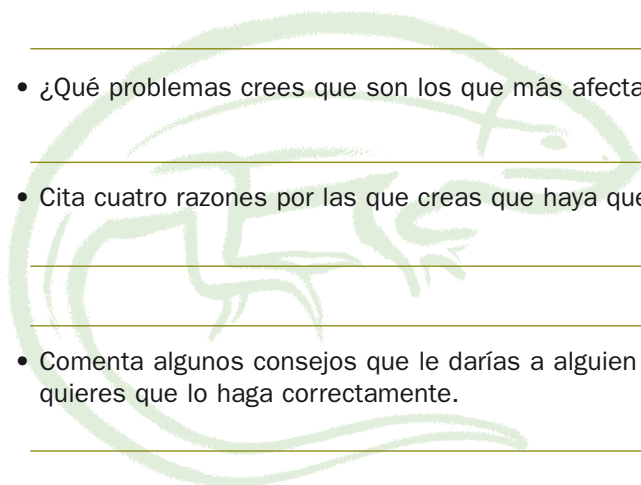 • ¿Qué problemas crees que son los que más afecta
• Cita cuatro razones por las que creas que haya que
• Comenta algunos consejos que le darías a alguien
quieres que lo haga correctamente.